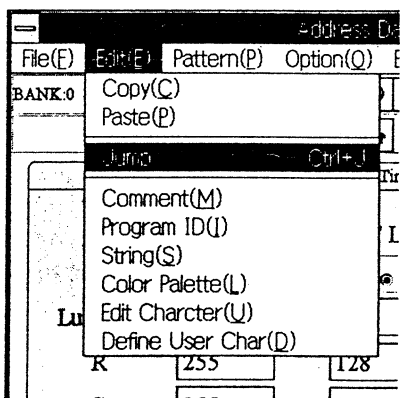 Address Da
File(F) Edit(E) Pattern(P) Option(O)
BANK:0
Copy(C)
Paste(P)
Jump Ctrl+J
Comment(M)
Program ID(I)
String(S)
Color Palette(L)
Edit Charcter(U)
Define User Char(D)
R 255 128